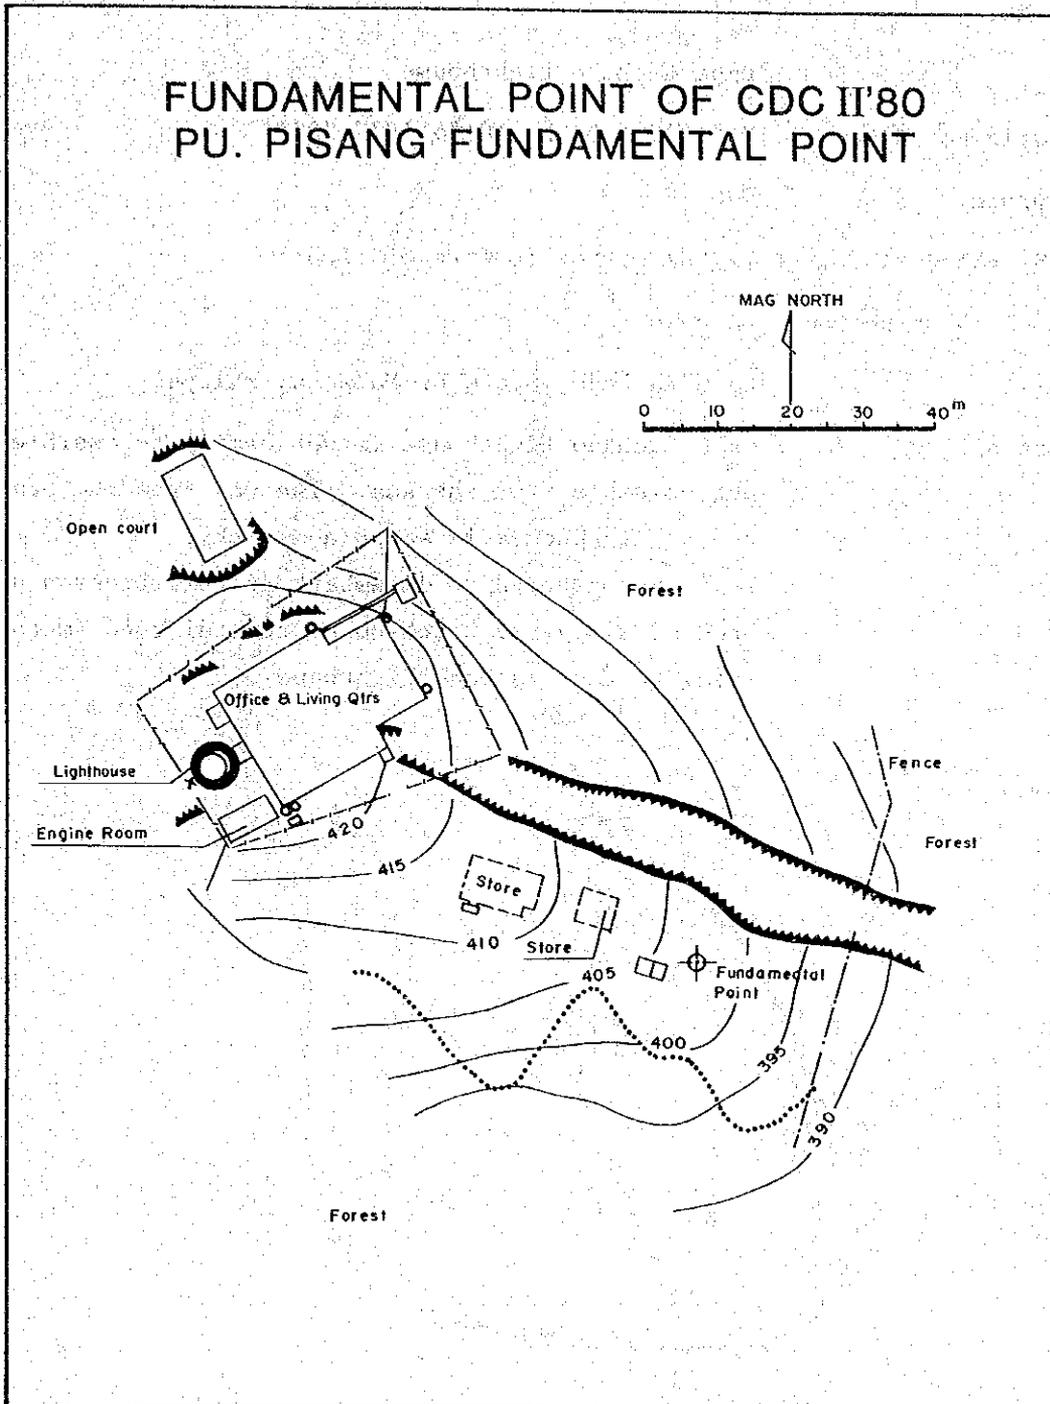 FUNDAMENTAL POINT OF CDC II'80
PU. PISANG FUNDAMENTAL POINT
MAG NORTH
0 10 20 30 40 m
Open court
Forest
Office & Living Qtrs
Lighthouse
Fence
Engine Room
420
Forest
415
Store
410
Store
405
Fundamental
Point
400
395
390
Forest